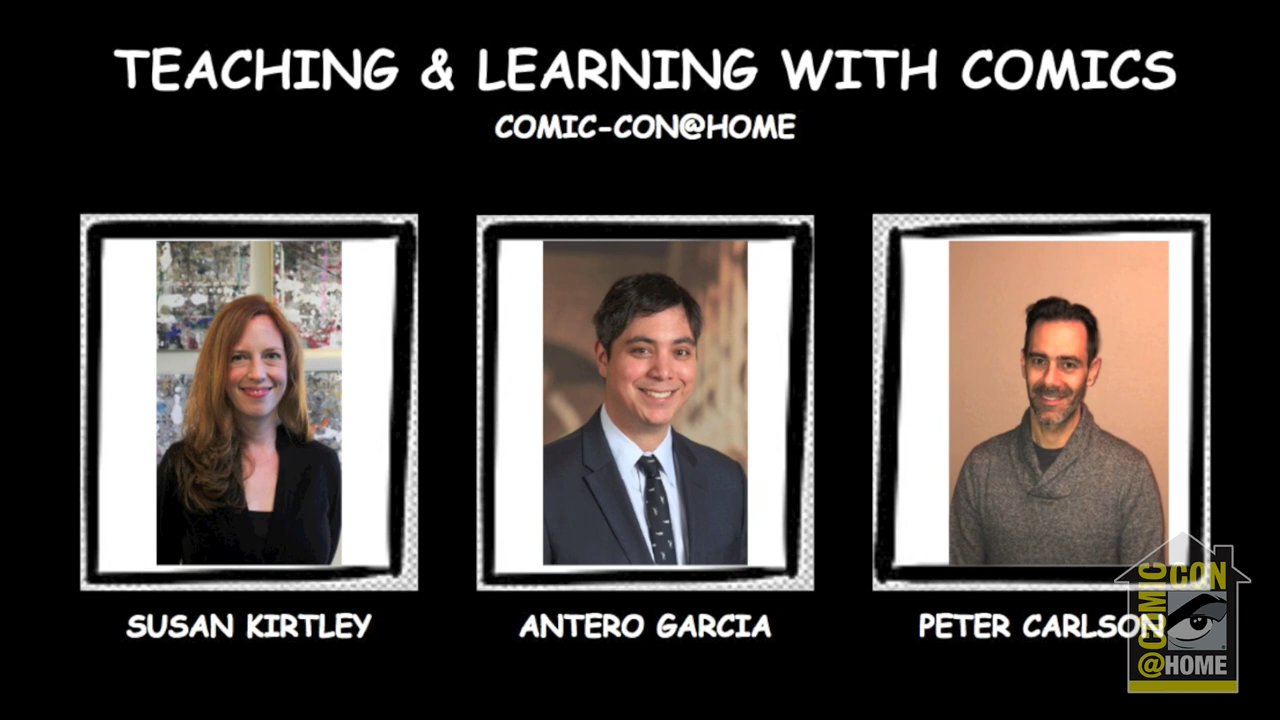 TEACHING & LEARNING WITH COMICS
COMIC-CON@HOME
SUSAN KIRTLEY
ANTERO GARCIA
PETER CARLSON
COMIC
CON
@HOME